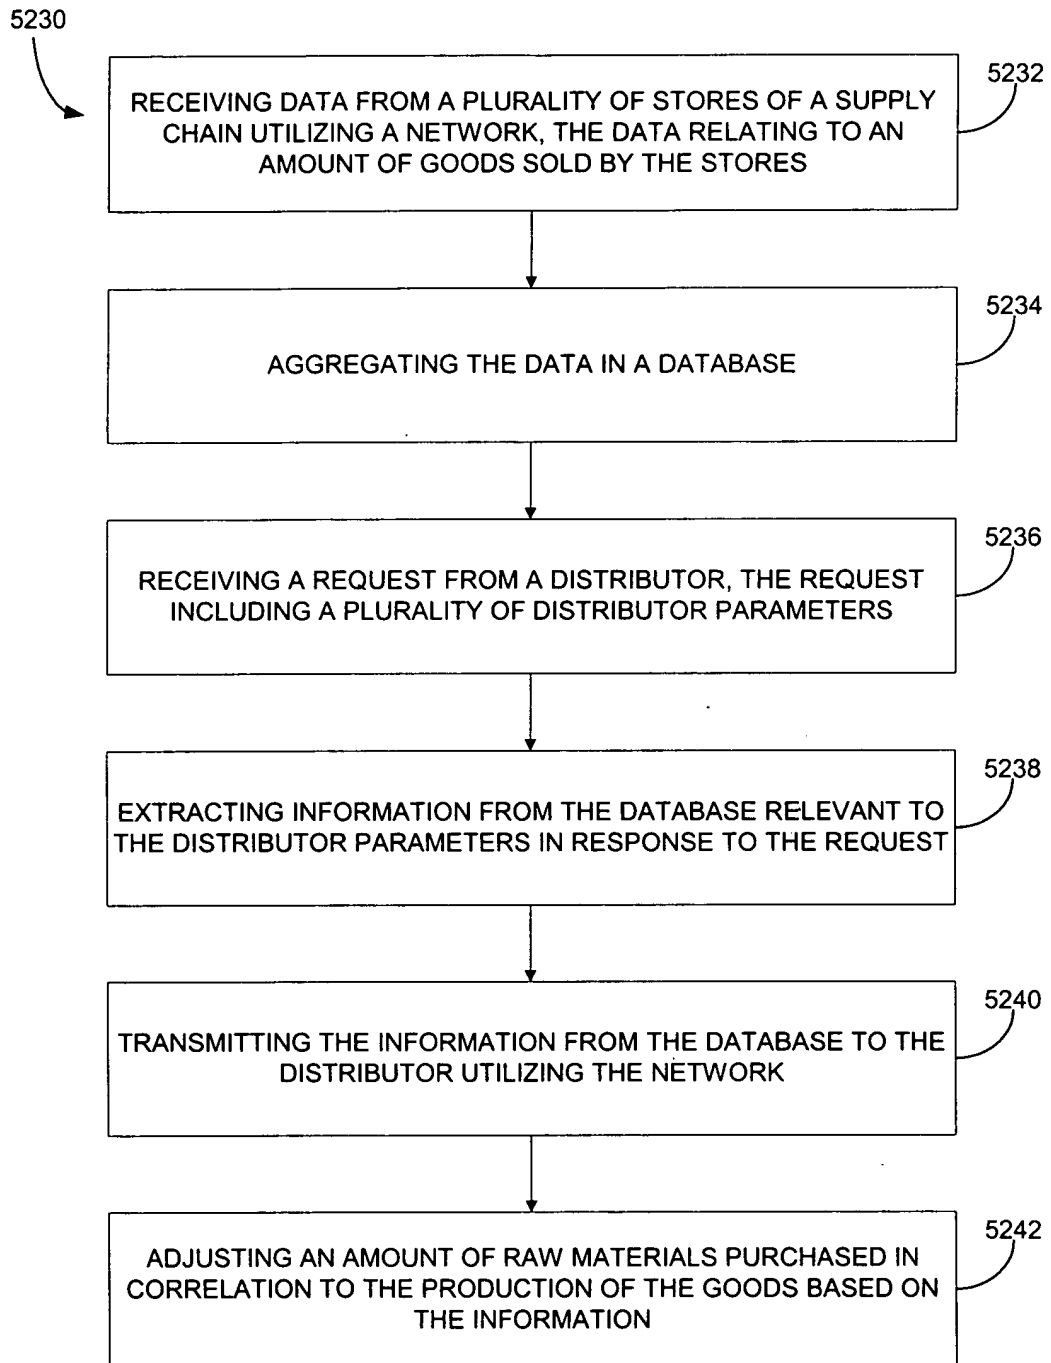 5230
5232
RECEIVING DATA FROM A PLURALITY OF STORES OF A SUPPLY
CHAIN UTILIZING A NETWORK, THE DATA RELATING TO AN
AMOUNT OF GOODS SOLD BY THE STORES
5234
AGGREGATING THE DATA IN A DATABASE
5236
RECEIVING A REQUEST FROM A DISTRIBUTOR, THE REQUEST
INCLUDING A PLURALITY OF DISTRIBUTOR PARAMETERS
5238
EXTRACTING INFORMATION FROM THE DATABASE RELEVANT TO
THE DISTRIBUTOR PARAMETERS IN RESPONSE TO THE REQUEST
5240
TRANSMITTING THE INFORMATION FROM THE DATABASE TO THE
DISTRIBUTOR UTILIZING THE NETWORK
5242
ADJUSTING AN AMOUNT OF RAW MATERIALS PURCHASED IN
CORRELATION TO THE PRODUCTION OF THE GOODS BASED ON
THE INFORMATION